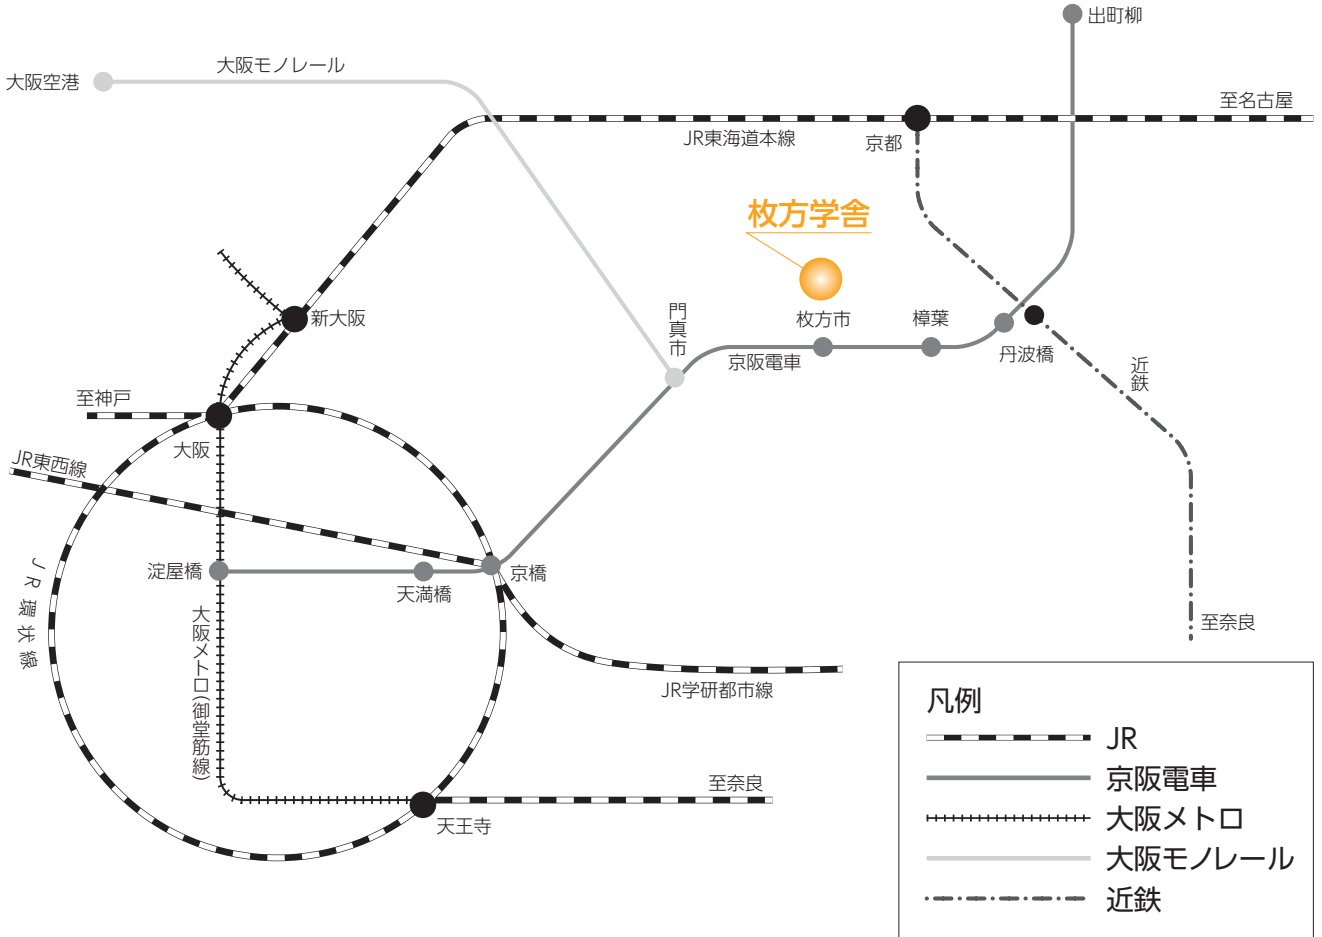 出町柳
大阪モノレール
大阪空港
至名古屋
JR東海道本線
京都
枚方学舎
新大阪
門真市
枚方市
樟葉
京阪電車
丹波橋
近鉄
至神戸
大阪
JR東西線
淀屋橋
天満橋
京橋
JR環状線
大阪メトロ(御堂筋線)
至奈良
JR学研都市線
至奈良
天王寺
凡例
JR
京阪電車
大阪メトロ
大阪モノレール
近鉄